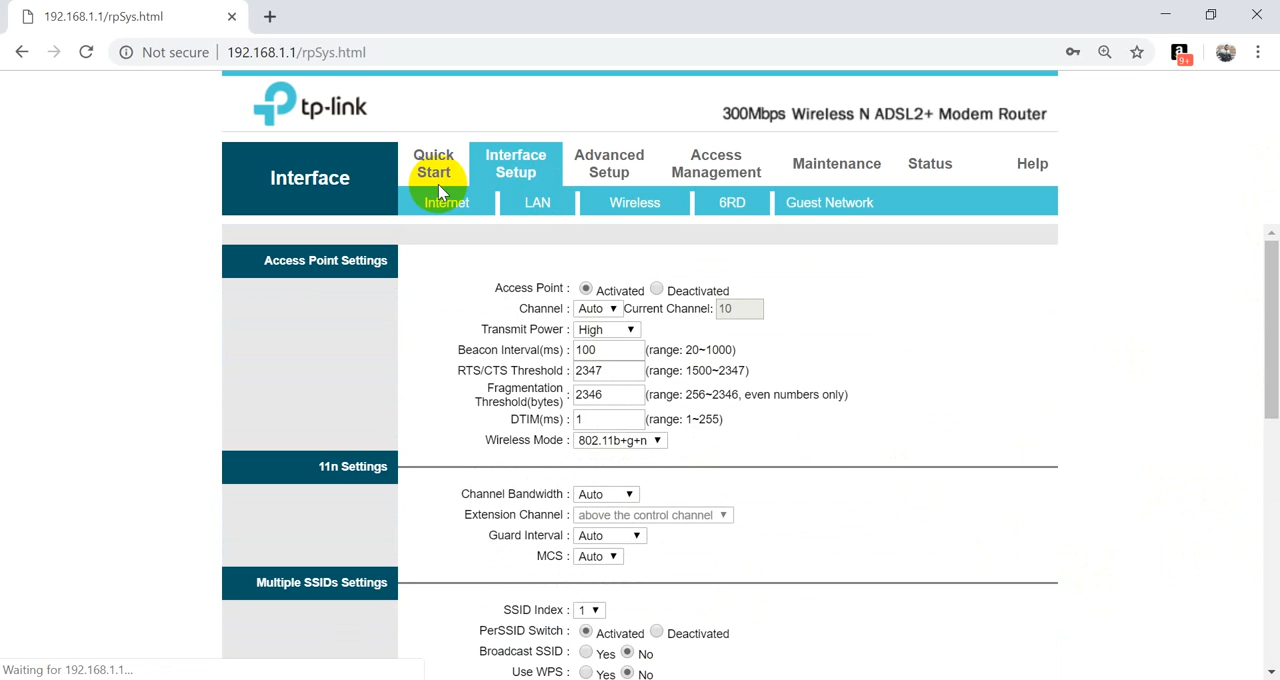 192.168.1.1/rpSys.html
Not secure | 192.168.1.1/rpSys.html
a 9+
tp-link
300Mbps Wireless N ADSL2+ Modem Router
Interface
Quick Start
Interface Setup
Advanced Setup
Access Management
Maintenance
Status
Help
Internet
LAN
Wireless
6RD
Guest Network
Access Point Settings
Access Point : Activated Deactivated
Channel : Auto Current Channel: 10
Transmit Power : High
Beacon Interval(ms) : 100 (range: 20~1000)
RTS/CTS Threshold : 2347 (range: 1500~2347)
Fragmentation
Threshold(bytes) : 2346 (range: 256~2346, even numbers only)
DTIM(ms) : 1 (range: 1~255)
Wireless Mode : 802.11b+g+n
11n Settings
Channel Bandwidth : Auto
Extension Channel : above the control channel
Guard Interval : Auto
MCS : Auto
Multiple SSIDs Settings
SSID Index : 1
PerSSID Switch : Activated Deactivated
Broadcast SSID : Yes No
Use WPS : Yes No
Waiting for 192.168.1.1...